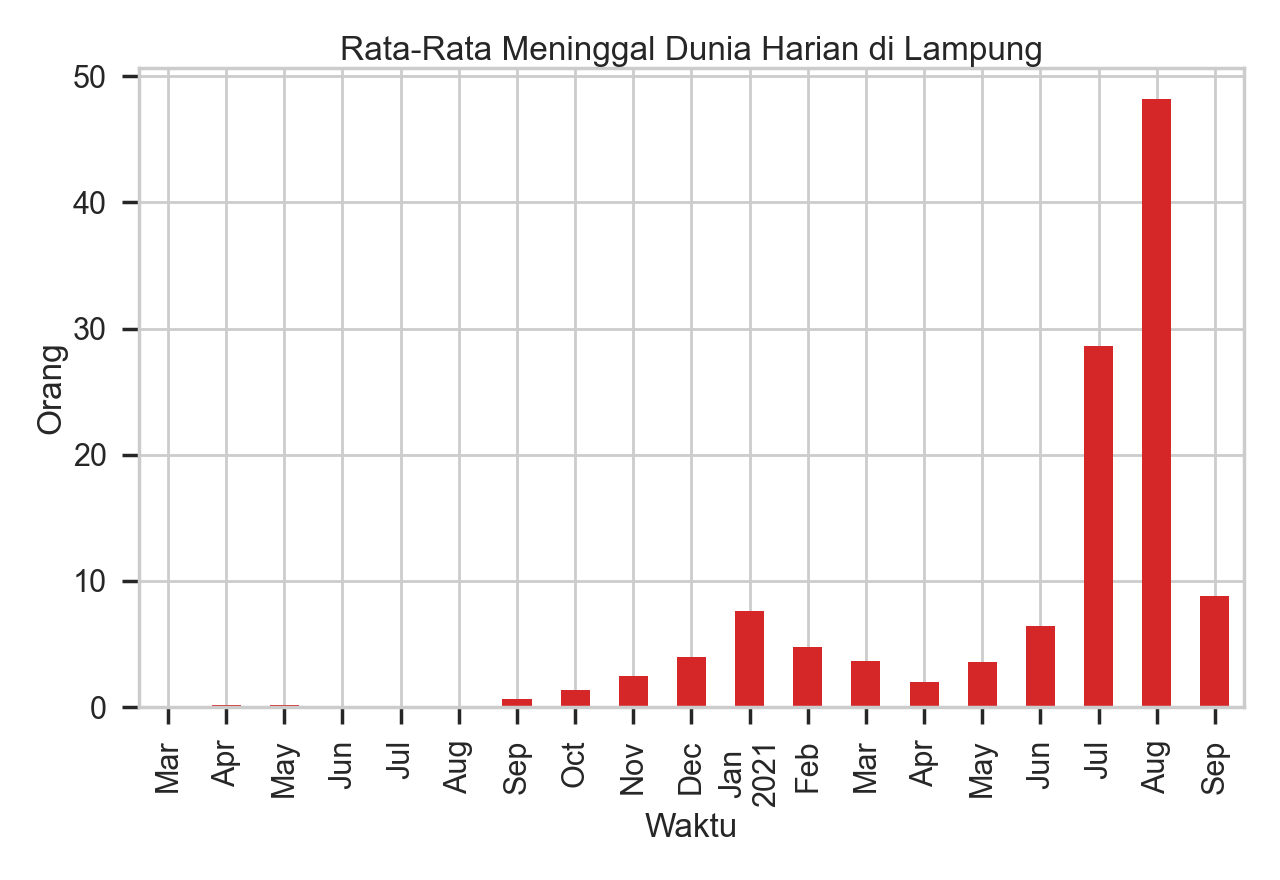 Rata-Rata Meninggal Dunia Harian di Lampung
50
40
30
20
10
0
Orang
Mar
Apr
May
Jun
Jul
Aug
Sep
Oct
Nov
Dec
Jan
2021
Feb
Mar
Apr
May
Jun
Jul
Aug
Sep
Waktu